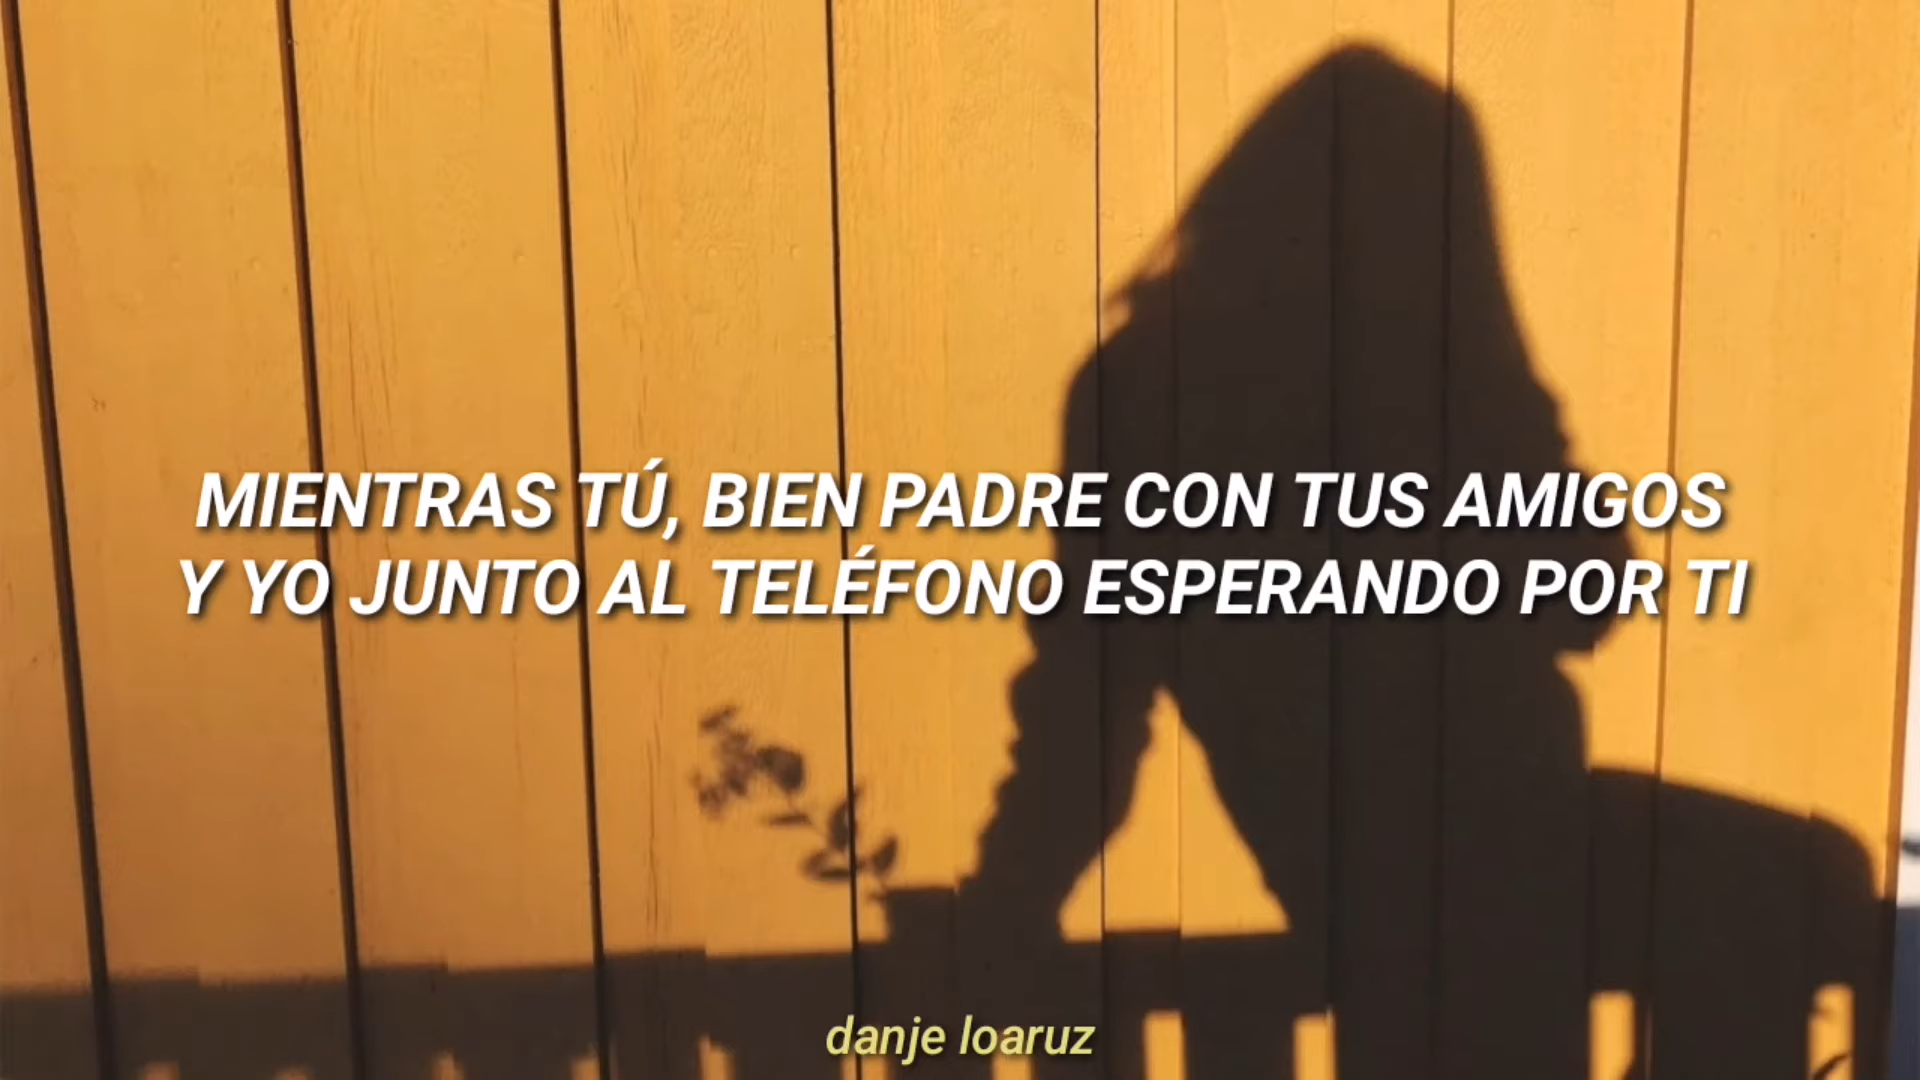 MIENTRAS TÚ, BIEN PADRE CON TUS AMIGOS
Y YO JUNTO AL TELÉFONO ESPERANDO POR TI
danje loaruz